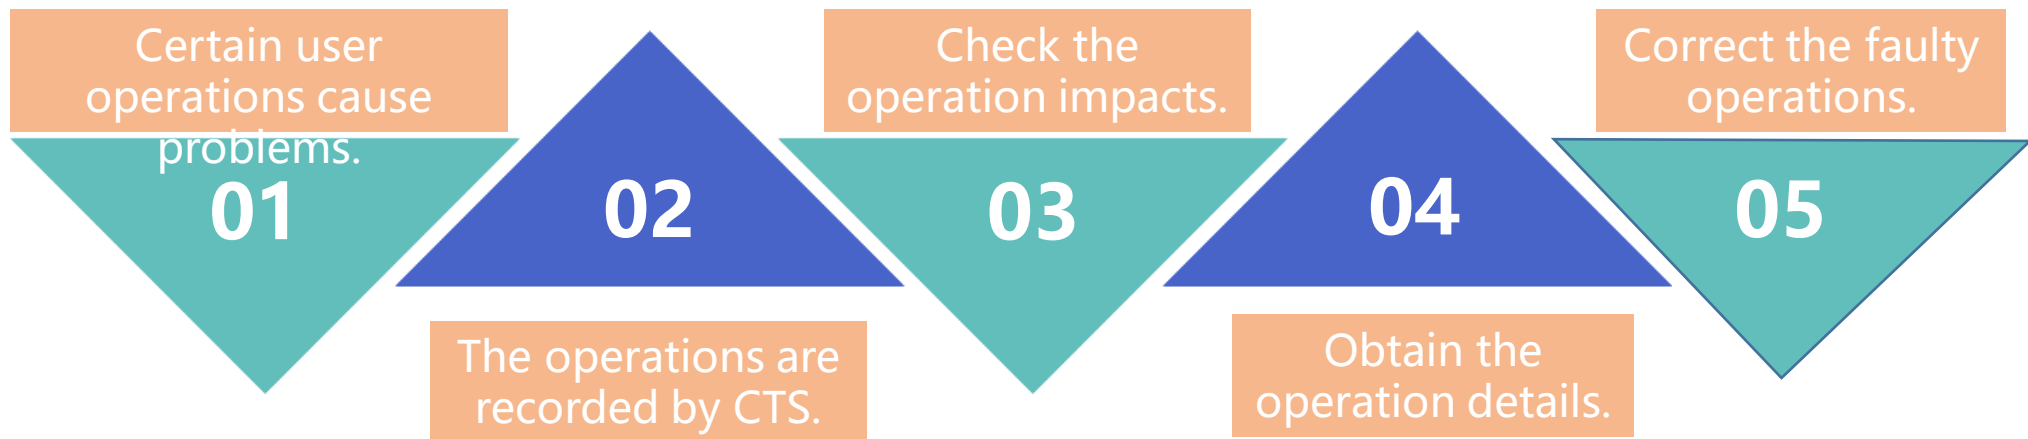 Certain user
operations cause
problems.
01
02
The operations are
recorded by CTS.
Check the
operation impacts.
03
04
Obtain the
operation details.
Correct the faulty
operations.
05